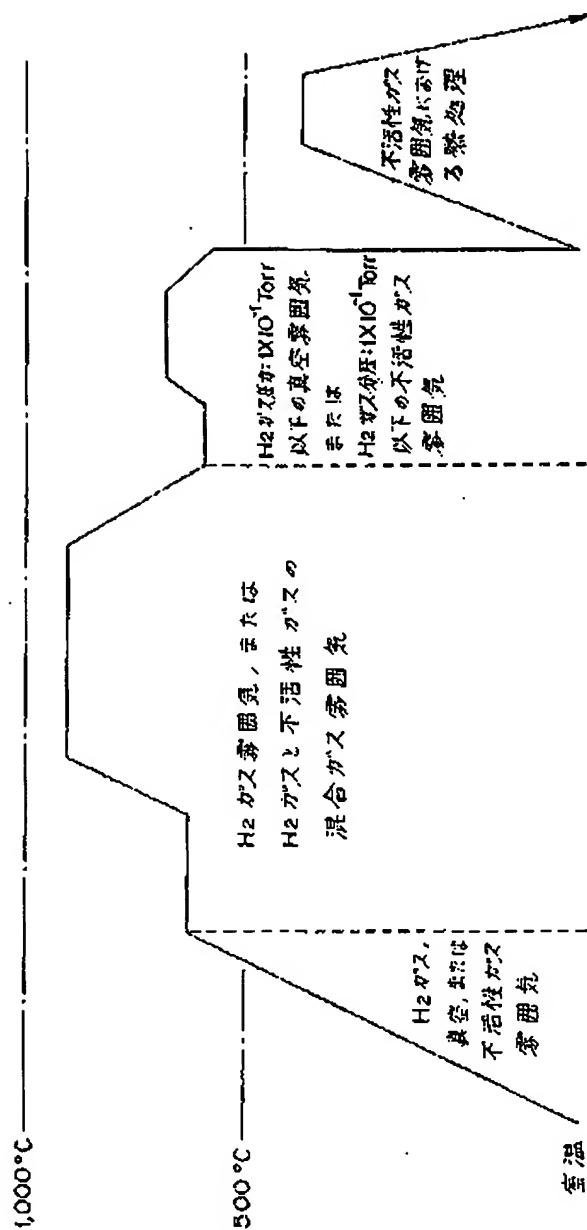 1,000°C
500°C
室温
H2ガス,
真空,または
不活性ガス
雰囲気
H2ガス雰囲気,または
H2ガスと不活性ガスの
混合ガス雰囲気
H2ガス圧力:1X10⁻¹Torr
以下の真空雰囲気
または
H2ガス分圧:1X10⁻¹Torr
以下の不活性ガス
雰囲気
不活性ガス
雰囲気におけ
る熱処理